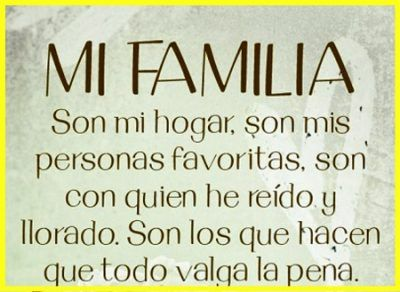 MI FAMILIA
Son mi hogar, son mis
personas favoritas, son
con quien he reído y
llorado. Son los que hacen
que todo valga la pena.